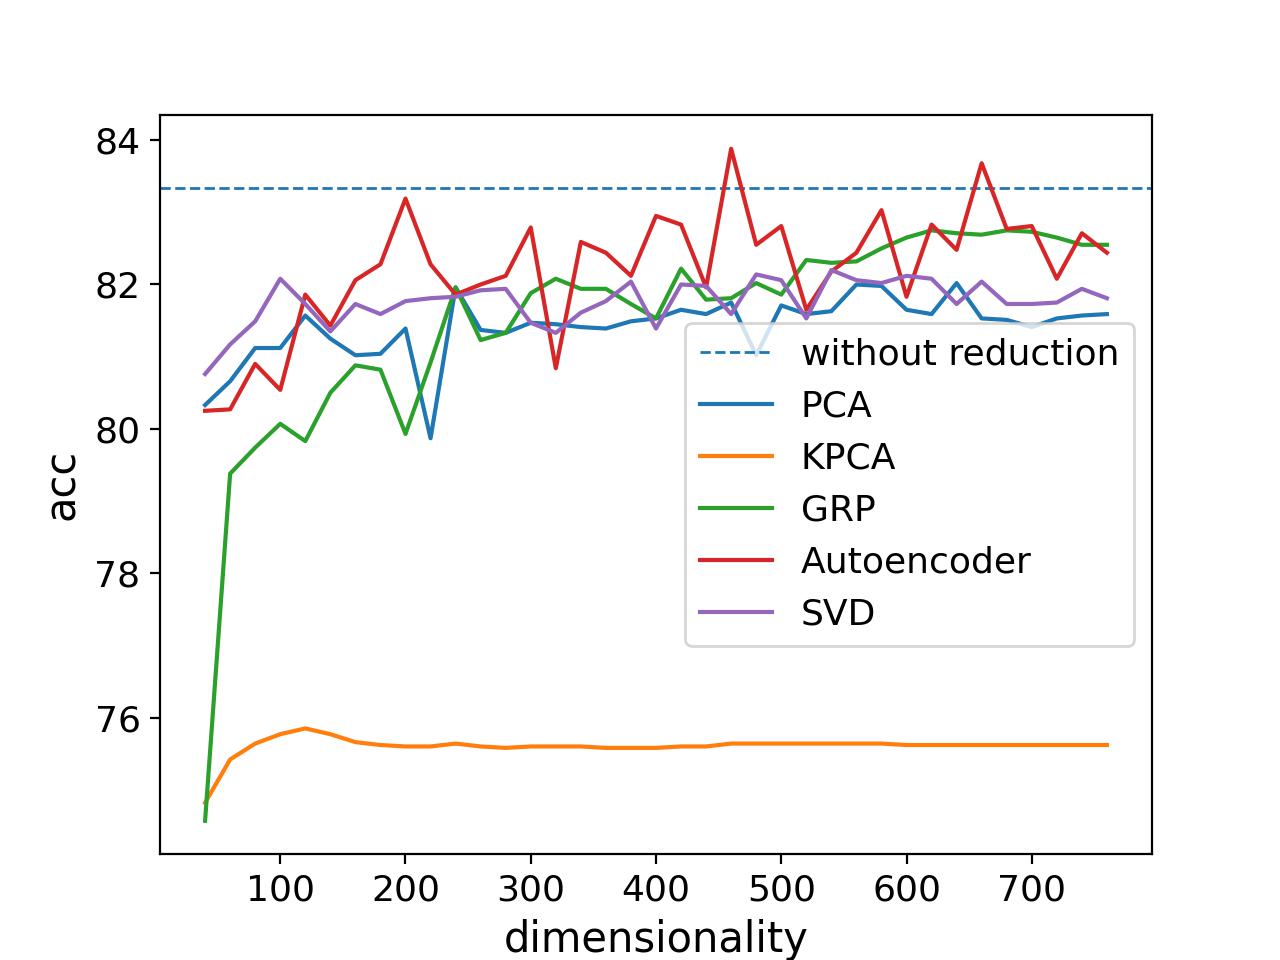 84
82
80
78
76
acc
without reduction
PCA
KPCA
GRP
Autoencoder
SVD
100 200 300 400 500 600 700
dimensionality